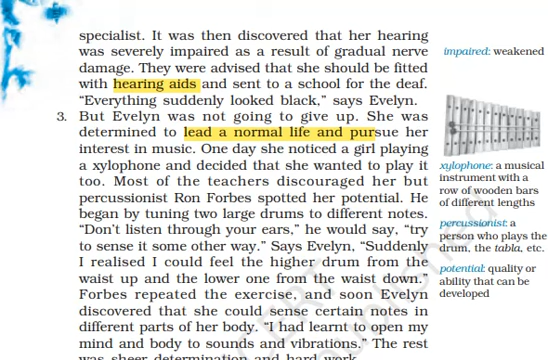 specialist. It was then discovered that her hearing
was severely impaired as a result of gradual nerve
damage. They were advised that she should be fitted
with hearing aids and sent to a school for the deaf.
“Everything suddenly looked black,” says Evelyn.
3. But Evelyn was not going to give up. She was
determined to lead a normal life and pursue her
interest in music. One day she noticed a girl playing
a xylophone and decided that she wanted to play it
too. Most of the teachers discouraged her but
percussionist Ron Forbes spotted her potential. He
began by tuning two large drums to different notes.
“Don’t listen through your ears,” he would say, “try
to sense it some other way.” Says Evelyn, “Suddenly
I realised I could feel the higher drum from the
waist up and the lower one from the waist down.”
Forbes repeated the exercise, and soon Evelyn
discovered that she could sense certain notes in
different parts of her body. “I had learnt to open my
mind and body to sounds and vibrations.” The rest
was sheer determination and hard work.
impaired: weakened
xylophone: a musical
instrument with a
row of wooden bars
of different lengths
percussionist: a
person who plays the
drum, the tabla, etc.
potential: quality or
ability that can be
developed